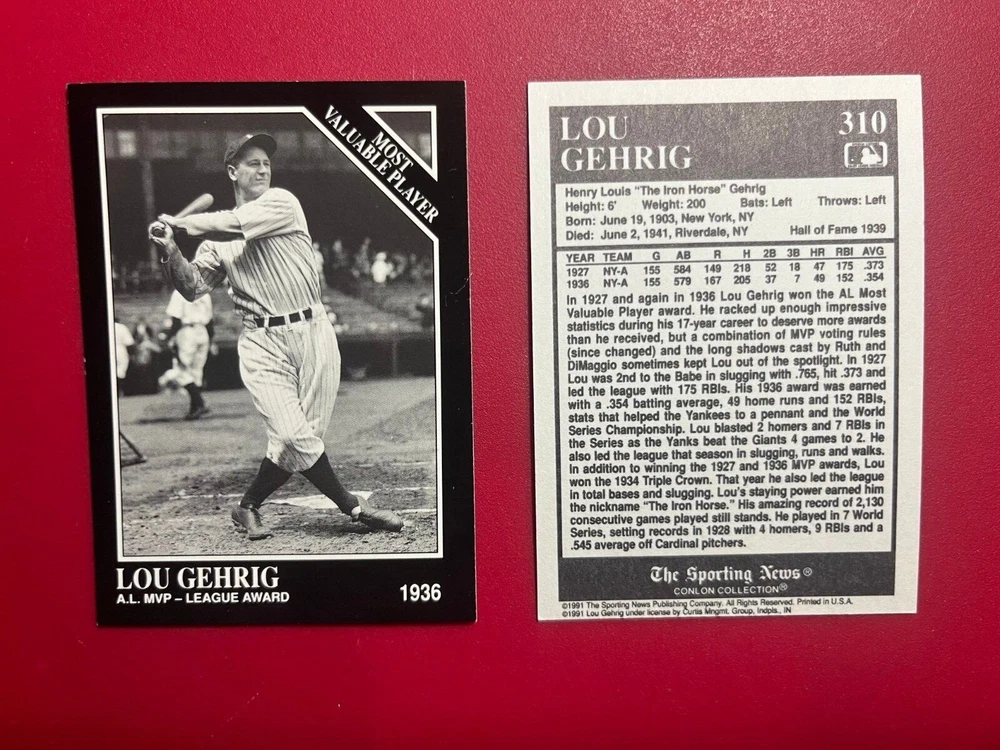 MOST
VALUABLE PLAYER
LOU GEHRIG
A.L. MVP – LEAGUE AWARD
1936
LOU
GEHRIG
310
Henry Louis "The Iron Horse" Gehrig
Height: 6' Weight: 200 Bats: Left Throws: Left
Born: June 19, 1903, New York, NY
Died: June 2, 1941, Riverdale, NY Hall of Fame 1939
YEAR TEAM G AB R H 2B 3B HR RBI AVG
1927 NY-A 155 584 149 218 52 18 47 175 .373
1936 NY-A 155 579 167 205 37 7 49 152 .354
In 1927 and again in 1936 Lou Gehrig won the AL Most
Valuable Player award. He racked up enough impressive
statistics during his 17-year career to deserve more awards
than he received, but a combination of MVP voting rules
(since changed) and the long shadows cast by Ruth and
DiMaggio sometimes kept Lou out of the spotlight. In 1927
Lou was 2nd to the Babe in slugging with .765, hit .373 and
led the league with 175 RBIs. His 1936 award was earned
with a .354 batting average, 49 home runs and 152 RBIs,
stats that helped the Yankees to a pennant and the World
Series Championship. Lou blasted 2 homers and 7 RBIs in
the Series as the Yanks beat the Giants 4 games to 2. He
also led the league that season in slugging, runs and walks.
In addition to winning the 1927 and 1936 MVP awards, Lou
won the 1934 Triple Crown. That year he also led the league
in total bases and slugging. Lou's staying power earned him
the nickname "The Iron Horse." His amazing record of 2,130
consecutive games played still stands. He played in 7 World
Series, setting records in 1928 with 4 homers, 9 RBIs and a
.545 average off Cardinal pitchers.
The Sporting News®
CONLON COLLECTION®
©1991 The Sporting News Publishing Company. All Rights Reserved. Printed in U.S.A.
©1991 Lou Gehrig under license by Curtis Mngmt. Group, Indpls., IN